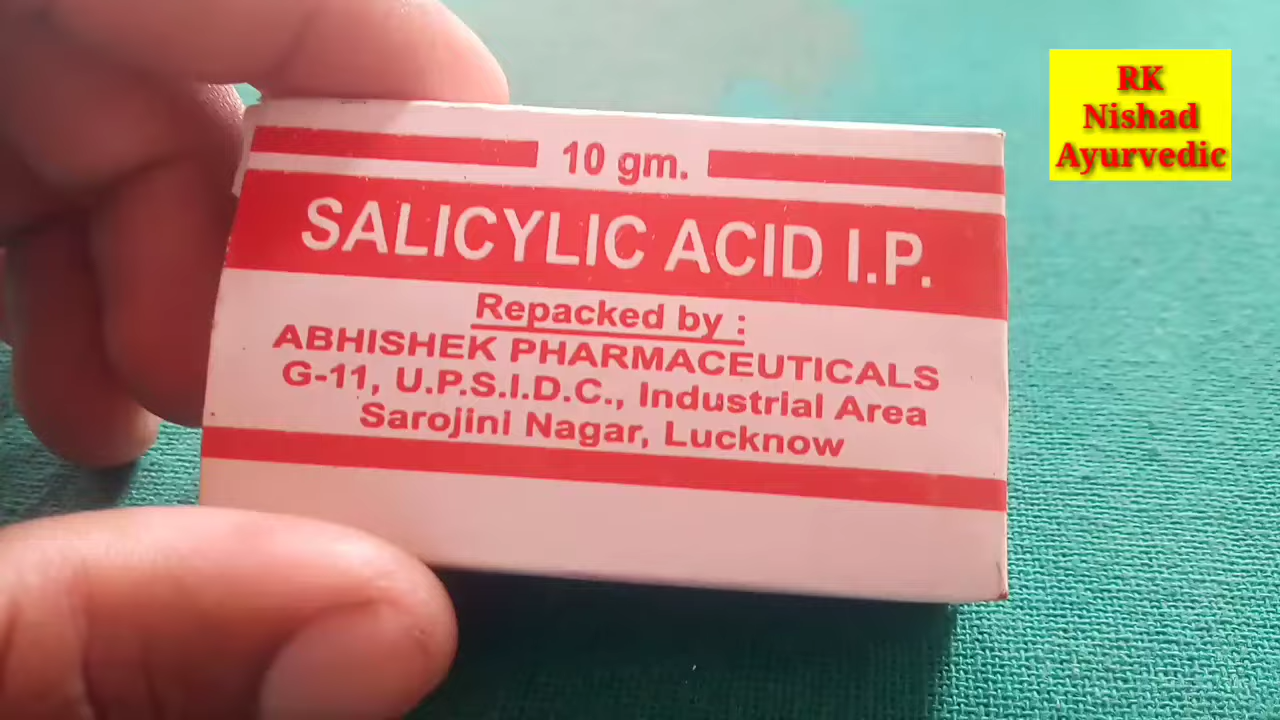 10 gm.
SALICYLIC ACID I.P.
Repacked by :
ABHISHEK PHARMACEUTICALS
G-11, U.P.S.I.D.C., Industrial Area
Sarojini Nagar, Lucknow
RK
Nishad
Ayurvedic